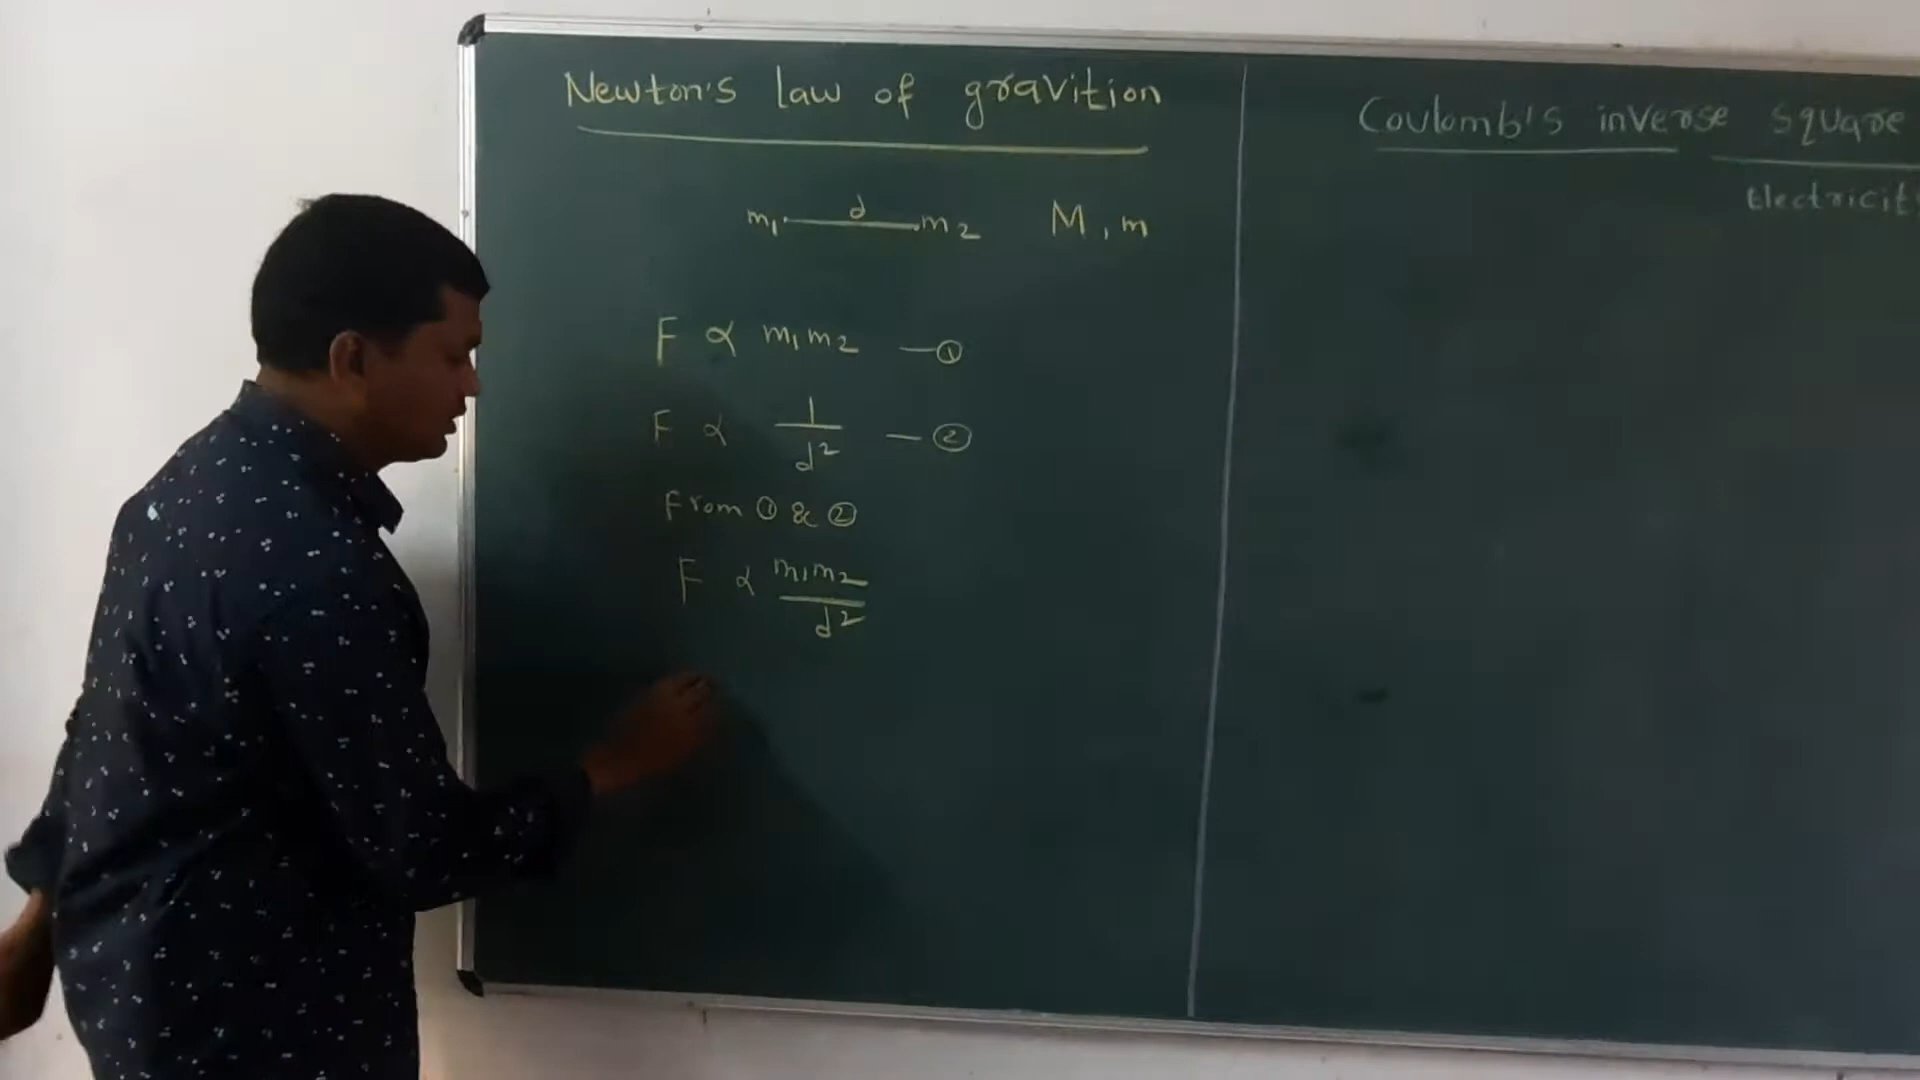 Newton's law of gravition
m1 d m2 M, m
F ∝ m1m2 —①
F ∝ 1/d² —②
From ① & ②
F ∝ m1m2/d²
Coulomb's inverse square